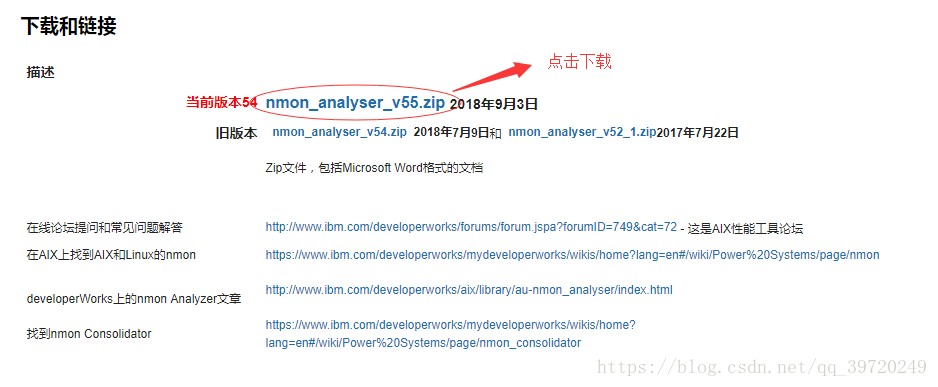 下载和链接
点击下载
描述
当前版本54 nmon_analyser_v55.zip 2018年9月3日
旧版本 nmon_analyser_v54.zip 2018年7月9日和 nmon_analyser_v52_1.zip2017年7月22日
Zip文件，包括Microsoft Word格式的文档
在线论坛提问和常见问题解答 http://www.ibm.com/developerworks/forums/forum.jspa?forumID=749&cat=72 - 这是AIX性能工具论坛
在AIX上找到AIX和Linux的nmon https://www.ibm.com/developerworks/mydeveloperworks/wikis/home?lang=en#/wiki/Power%20Systems/page/nmon
developerWorks上的nmon Analyzer文章 http://www.ibm.com/developerworks/aix/library/au-nmon_analyser/index.html
找到nmon Consolidator https://www.ibm.com/developerworks/mydeveloperworks/wikis/home?
lang=en#/wiki/Power%20Systems/page/nmon_consolidator
https://blog.csdn.net/qq_39720249